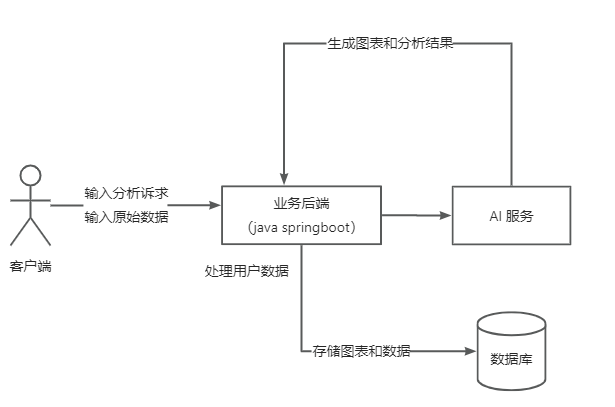 生成图表和分析结果
输入分析诉求
输入原始数据
业务后端
（java springboot）
AI 服务
客户端
处理用户数据
存储图表和数据
数据库